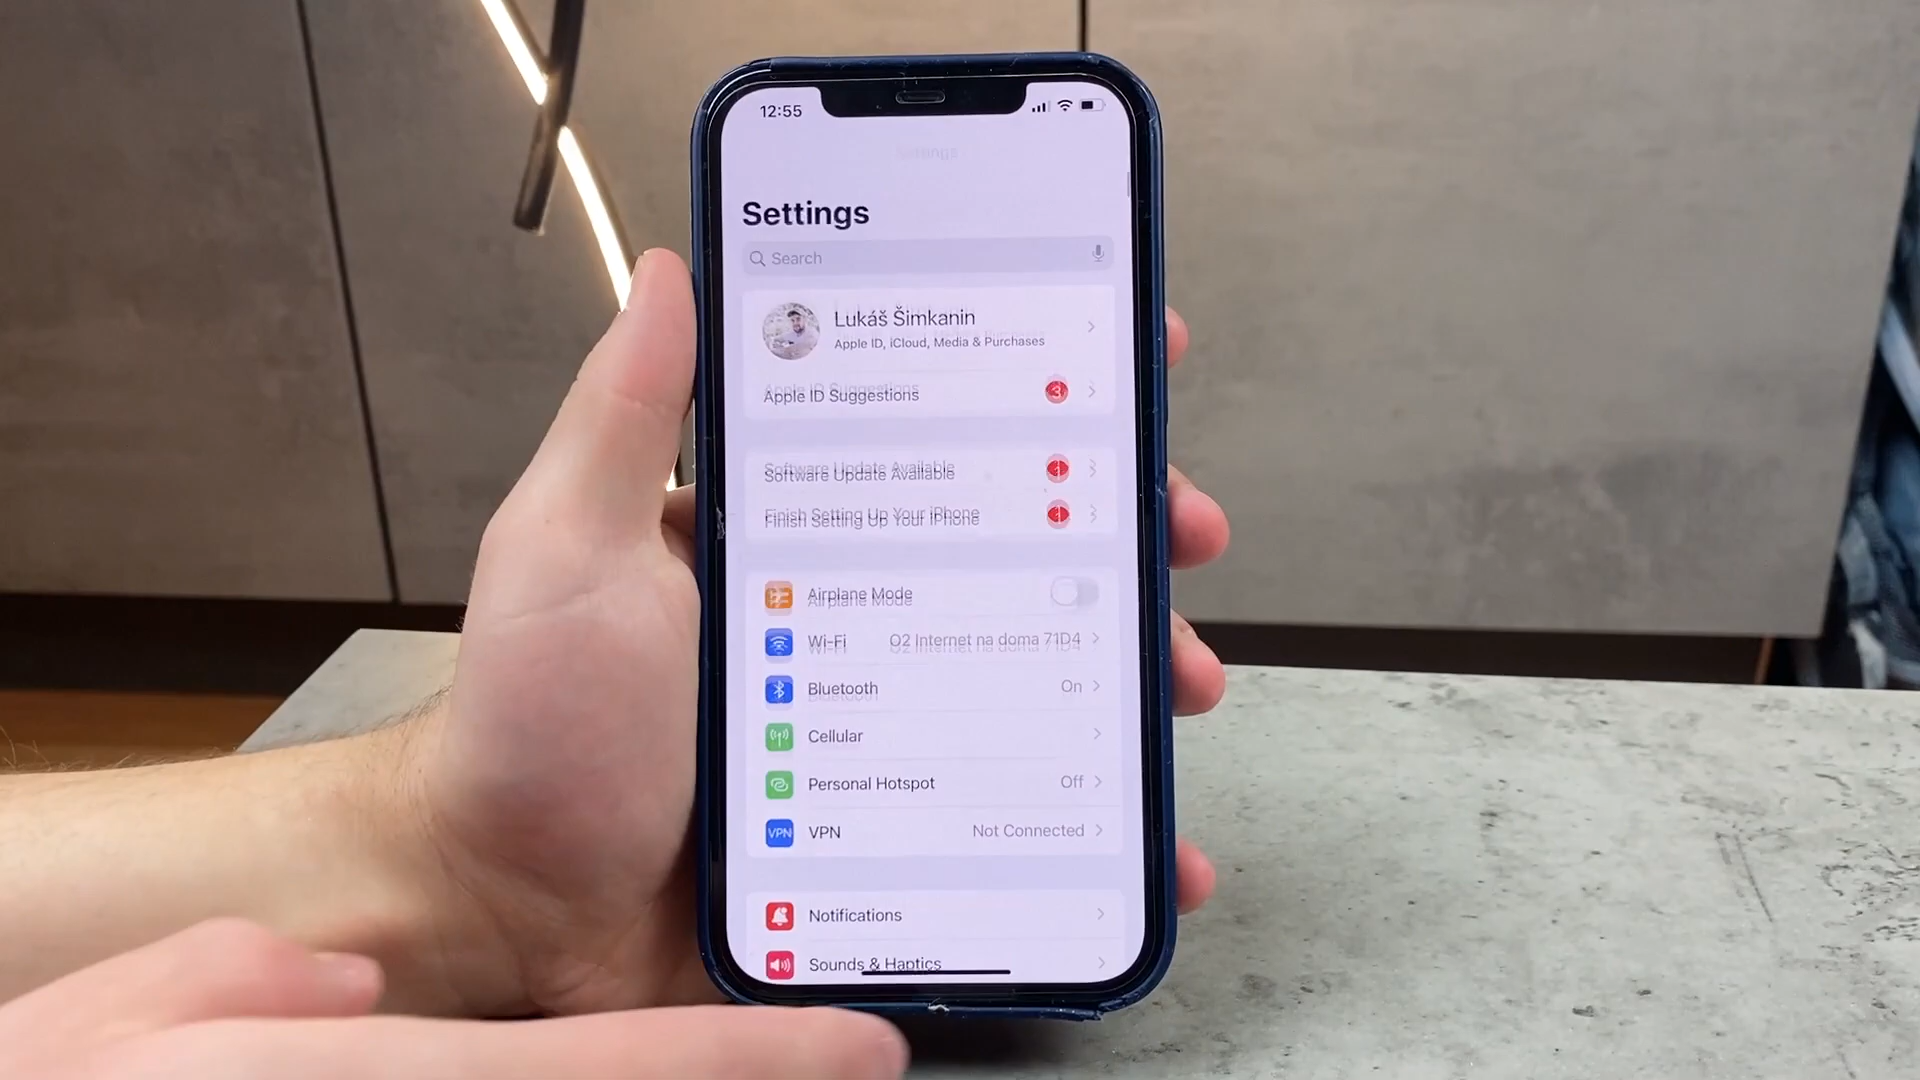 12:55
Settings
Settings
Search
Lukáš Šimkanin
Apple ID, iCloud, Media & Purchases
Apple ID Suggestions 3
Software Update Available 1
Finish Setting Up Your iPhone 1
Airplane Mode
Wi-Fi O2 Internet na doma 71D4
Bluetooth On
Cellular
Personal Hotspot Off
VPN VPN Not Connected
Notifications
Sounds & Haptics